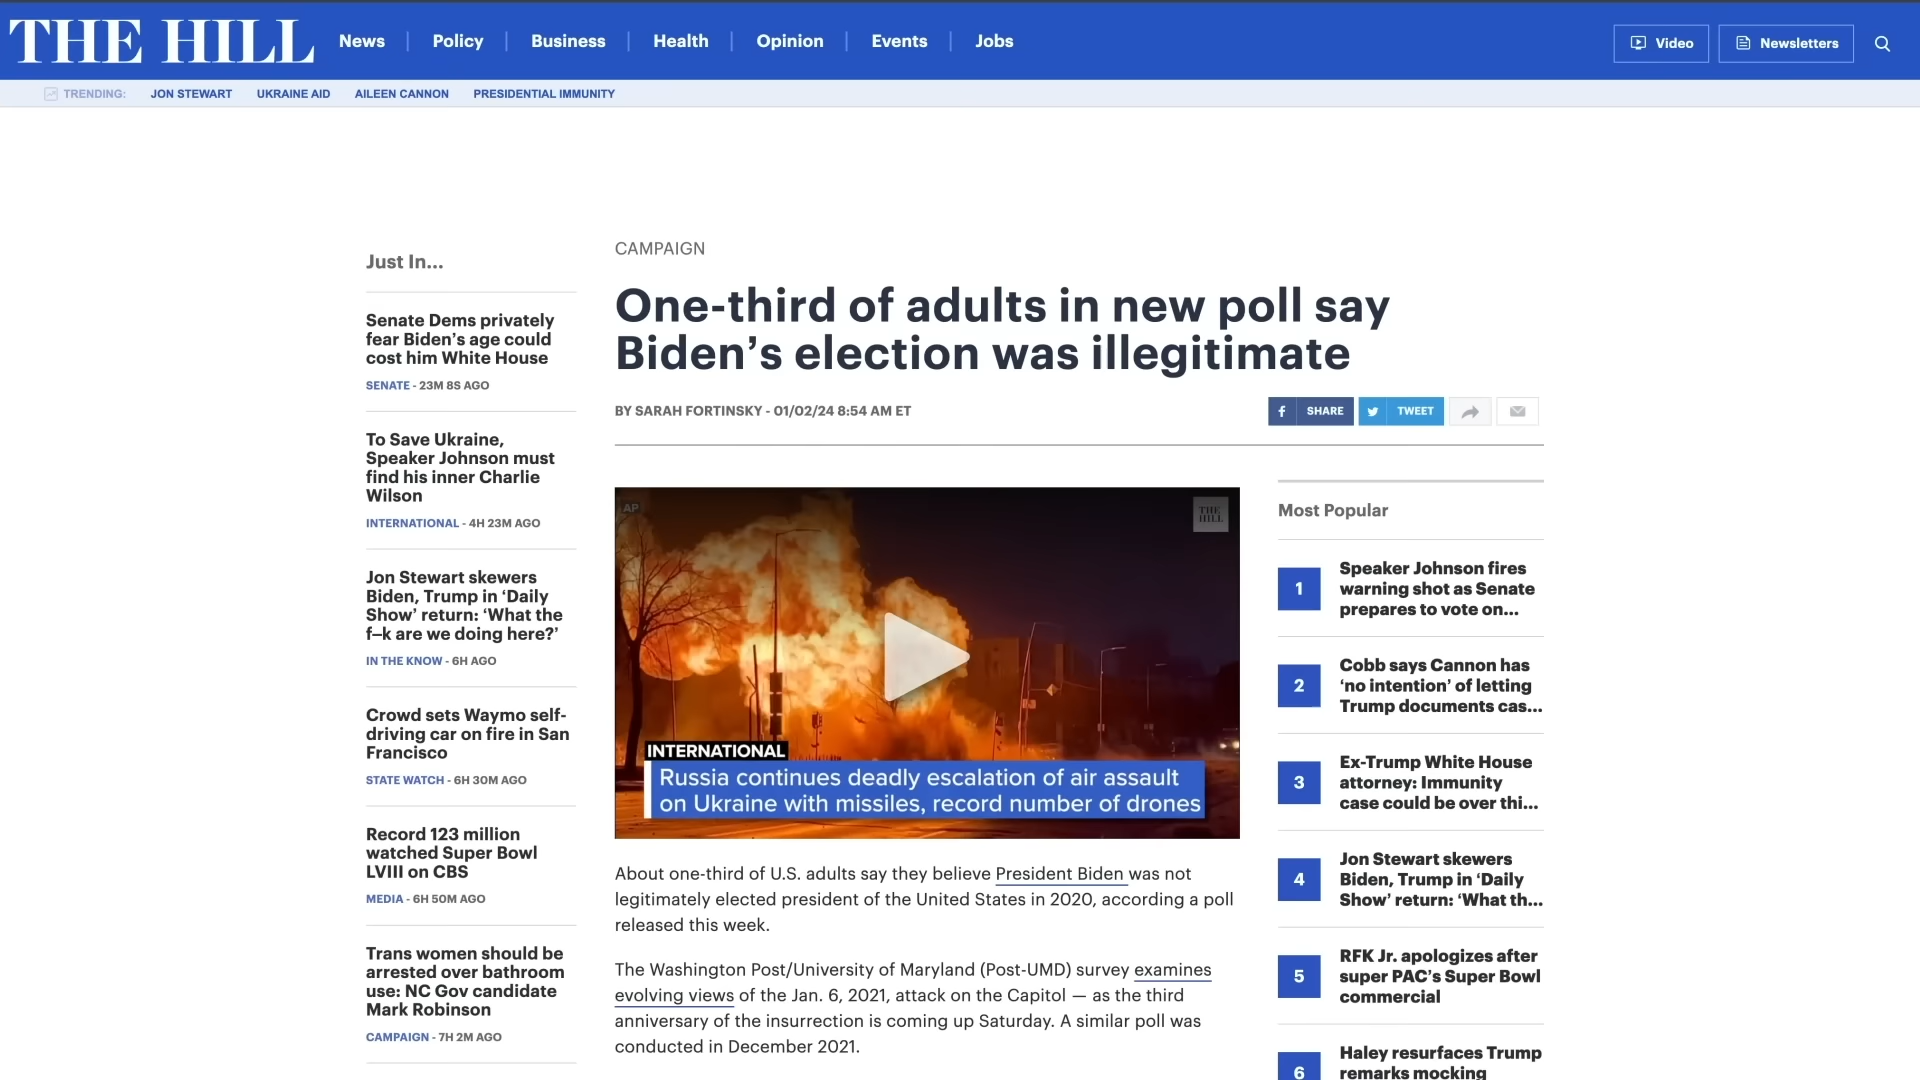 THE HILL
News
Policy
Business
Health
Opinion
Events
Jobs
Video
Newsletters
TRENDING:
JON STEWART
UKRAINE AID
AILEEN CANNON
PRESIDENTIAL IMMUNITY
Just In...
Senate Dems privately
fear Biden’s age could
cost him White House
SENATE - 23M 8S AGO
To Save Ukraine,
Speaker Johnson must
find his inner Charlie
Wilson
INTERNATIONAL - 4H 23M AGO
Jon Stewart skewers
Biden, Trump in ‘Daily
Show’ return: ‘What the
f—k are we doing here?’
IN THE KNOW - 6H AGO
Crowd sets Waymo self-
driving car on fire in San
Francisco
STATE WATCH - 6H 30M AGO
Record 123 million
watched Super Bowl
LVIII on CBS
MEDIA - 6H 50M AGO
Trans women should be
arrested over bathroom
use: NC Gov candidate
Mark Robinson
CAMPAIGN - 7H 2M AGO
CAMPAIGN
One-third of adults in new poll say
Biden’s election was illegitimate
BY SARAH FORTINSKY - 01/02/24 8:54 AM ET
SHARE
TWEET
AP
THE
HILL
INTERNATIONAL
Russia continues deadly escalation of air assault
on Ukraine with missiles, record number of drones
About one-third of U.S. adults say they believe President Biden was not
legitimately elected president of the United States in 2020, according a poll
released this week.
The Washington Post/University of Maryland (Post-UMD) survey examines
evolving views of the Jan. 6, 2021, attack on the Capitol — as the third
anniversary of the insurrection is coming up Saturday. A similar poll was
conducted in December 2021.
Most Popular
1
Speaker Johnson fires
warning shot as Senate
prepares to vote on...
2
Cobb says Cannon has
‘no intention’ of letting
Trump documents cas...
3
Ex-Trump White House
attorney: Immunity
case could be over thi...
4
Jon Stewart skewers
Biden, Trump in ‘Daily
Show’ return: ‘What th...
5
RFK Jr. apologizes after
super PAC’s Super Bowl
commercial
6
Haley resurfaces Trump
remarks mocking